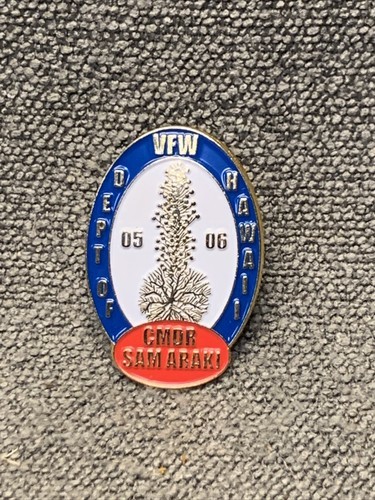 VFW
DEPT OF
HAWAII
05 06
CMDR
SAM ARAKI